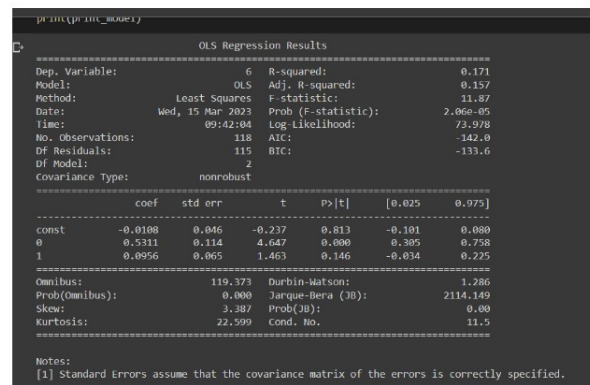 print(print_model)
OLS Regression Results
Dep. Variable: 6 R-squared: 0.171
Model: OLS Adj. R-squared: 0.157
Method: Least Squares F-statistic: 11.87
Date: Wed, 15 Mar 2023 Prob (F-statistic): 2.06e-05
Time: 09:42:04 Log-Likelihood: 73.978
No. Observations: 118 AIC: -142.0
Df Residuals: 115 BIC: -133.6
Df Model: 2
Covariance Type: nonrobust
coef std err t P>|t| [0.025 0.975]
const -0.0108 0.046 -0.237 0.813 -0.101 0.080
0 0.5311 0.114 4.647 0.000 0.305 0.758
1 0.0956 0.065 1.463 0.146 -0.034 0.225
Omnibus: 119.373 Durbin-Watson: 1.286
Prob(Omnibus): 0.000 Jarque-Bera (JB): 2114.149
Skew: 3.387 Prob(JB): 0.00
Kurtosis: 22.599 Cond. No. 11.5
Notes:
[1] Standard Errors assume that the covariance matrix of the errors is correctly specified.